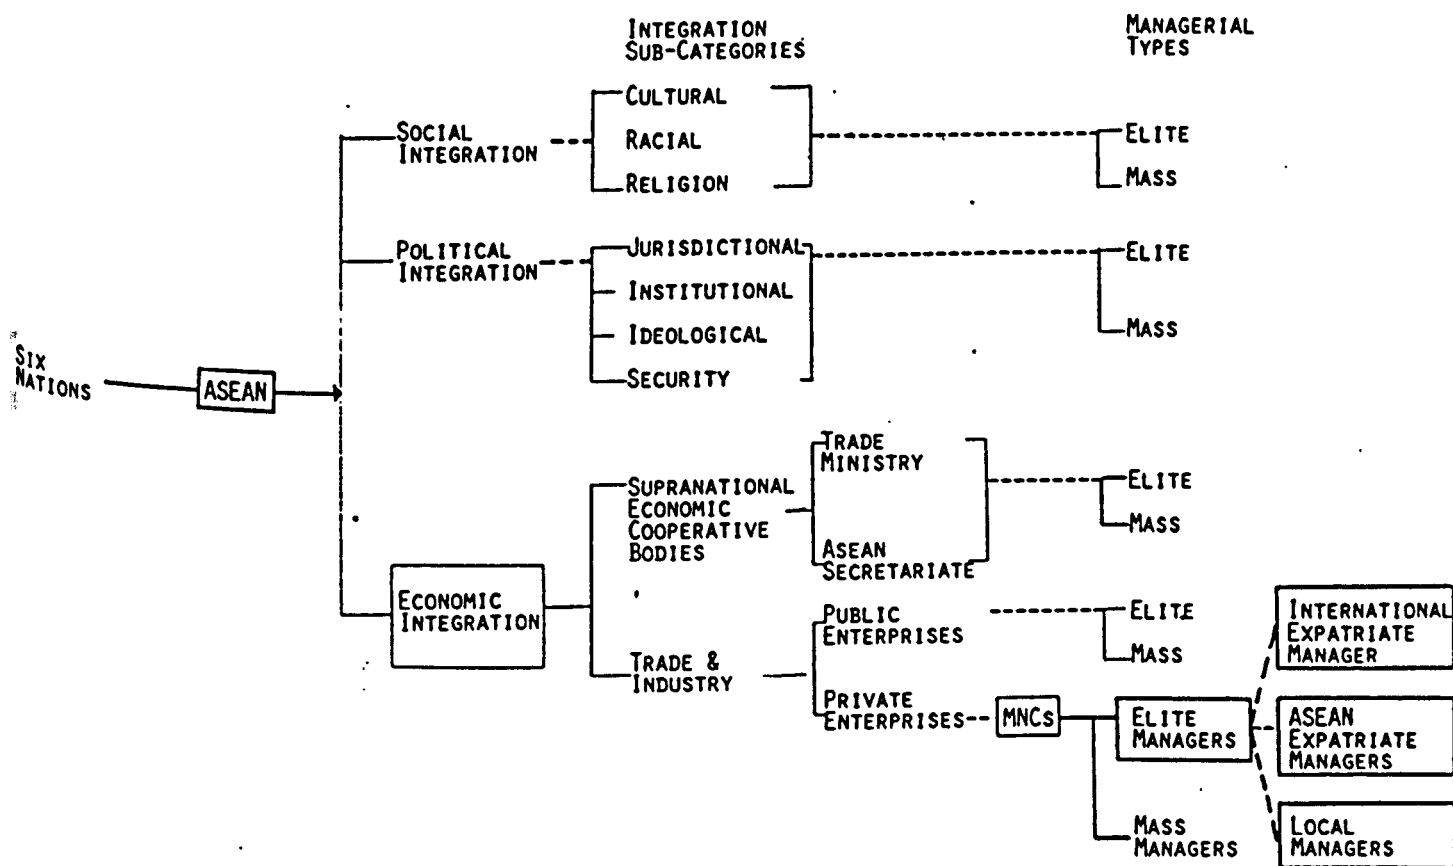 INTEGRATION
SUB-CATEGORIES
MANAGERIAL
TYPES
SOCIAL
INTEGRATION
CULTURAL
RACIAL
RELIGION
ELITE
MASS
POLITICAL
INTEGRATION
JURISDICTIONAL
INSTITUTIONAL
IDEOLOGICAL
SECURITY
ELITE
MASS
SIX
NATIONS
ASEAN
ECONOMIC
INTEGRATION
SUPRANATIONAL
ECONOMIC
COOPERATIVE
BODIES
TRADE
MINISTRY
ASEAN
SECRETARIATE
ELITE
MASS
TRADE &
INDUSTRY
PUBLIC
ENTERPRISES
ELITE
MASS
PRIVATE
ENTERPRISES
MNCs
ELITE
MANAGERS
MASS
MANAGERS
INTERNATIONAL
EXPATRIATE
MANAGER
ASEAN
EXPATRIATE
MANAGERS
LOCAL
MANAGERS